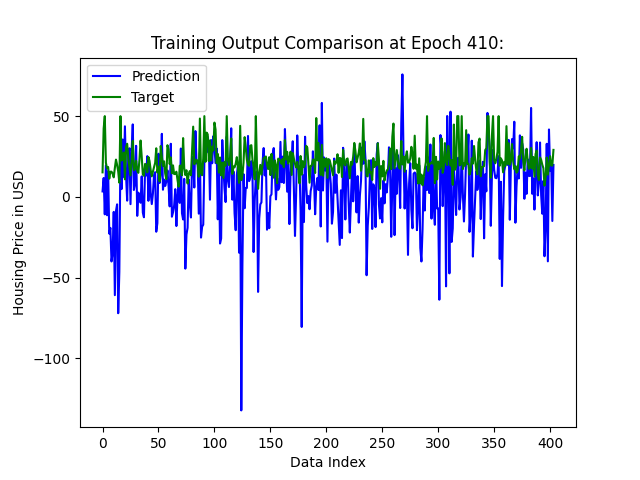 Training Output Comparison at Epoch 410:
Prediction
Target
50
0
−50
−100
Housing Price in USD
0
50
100
150
200
250
300
350
400
Data Index